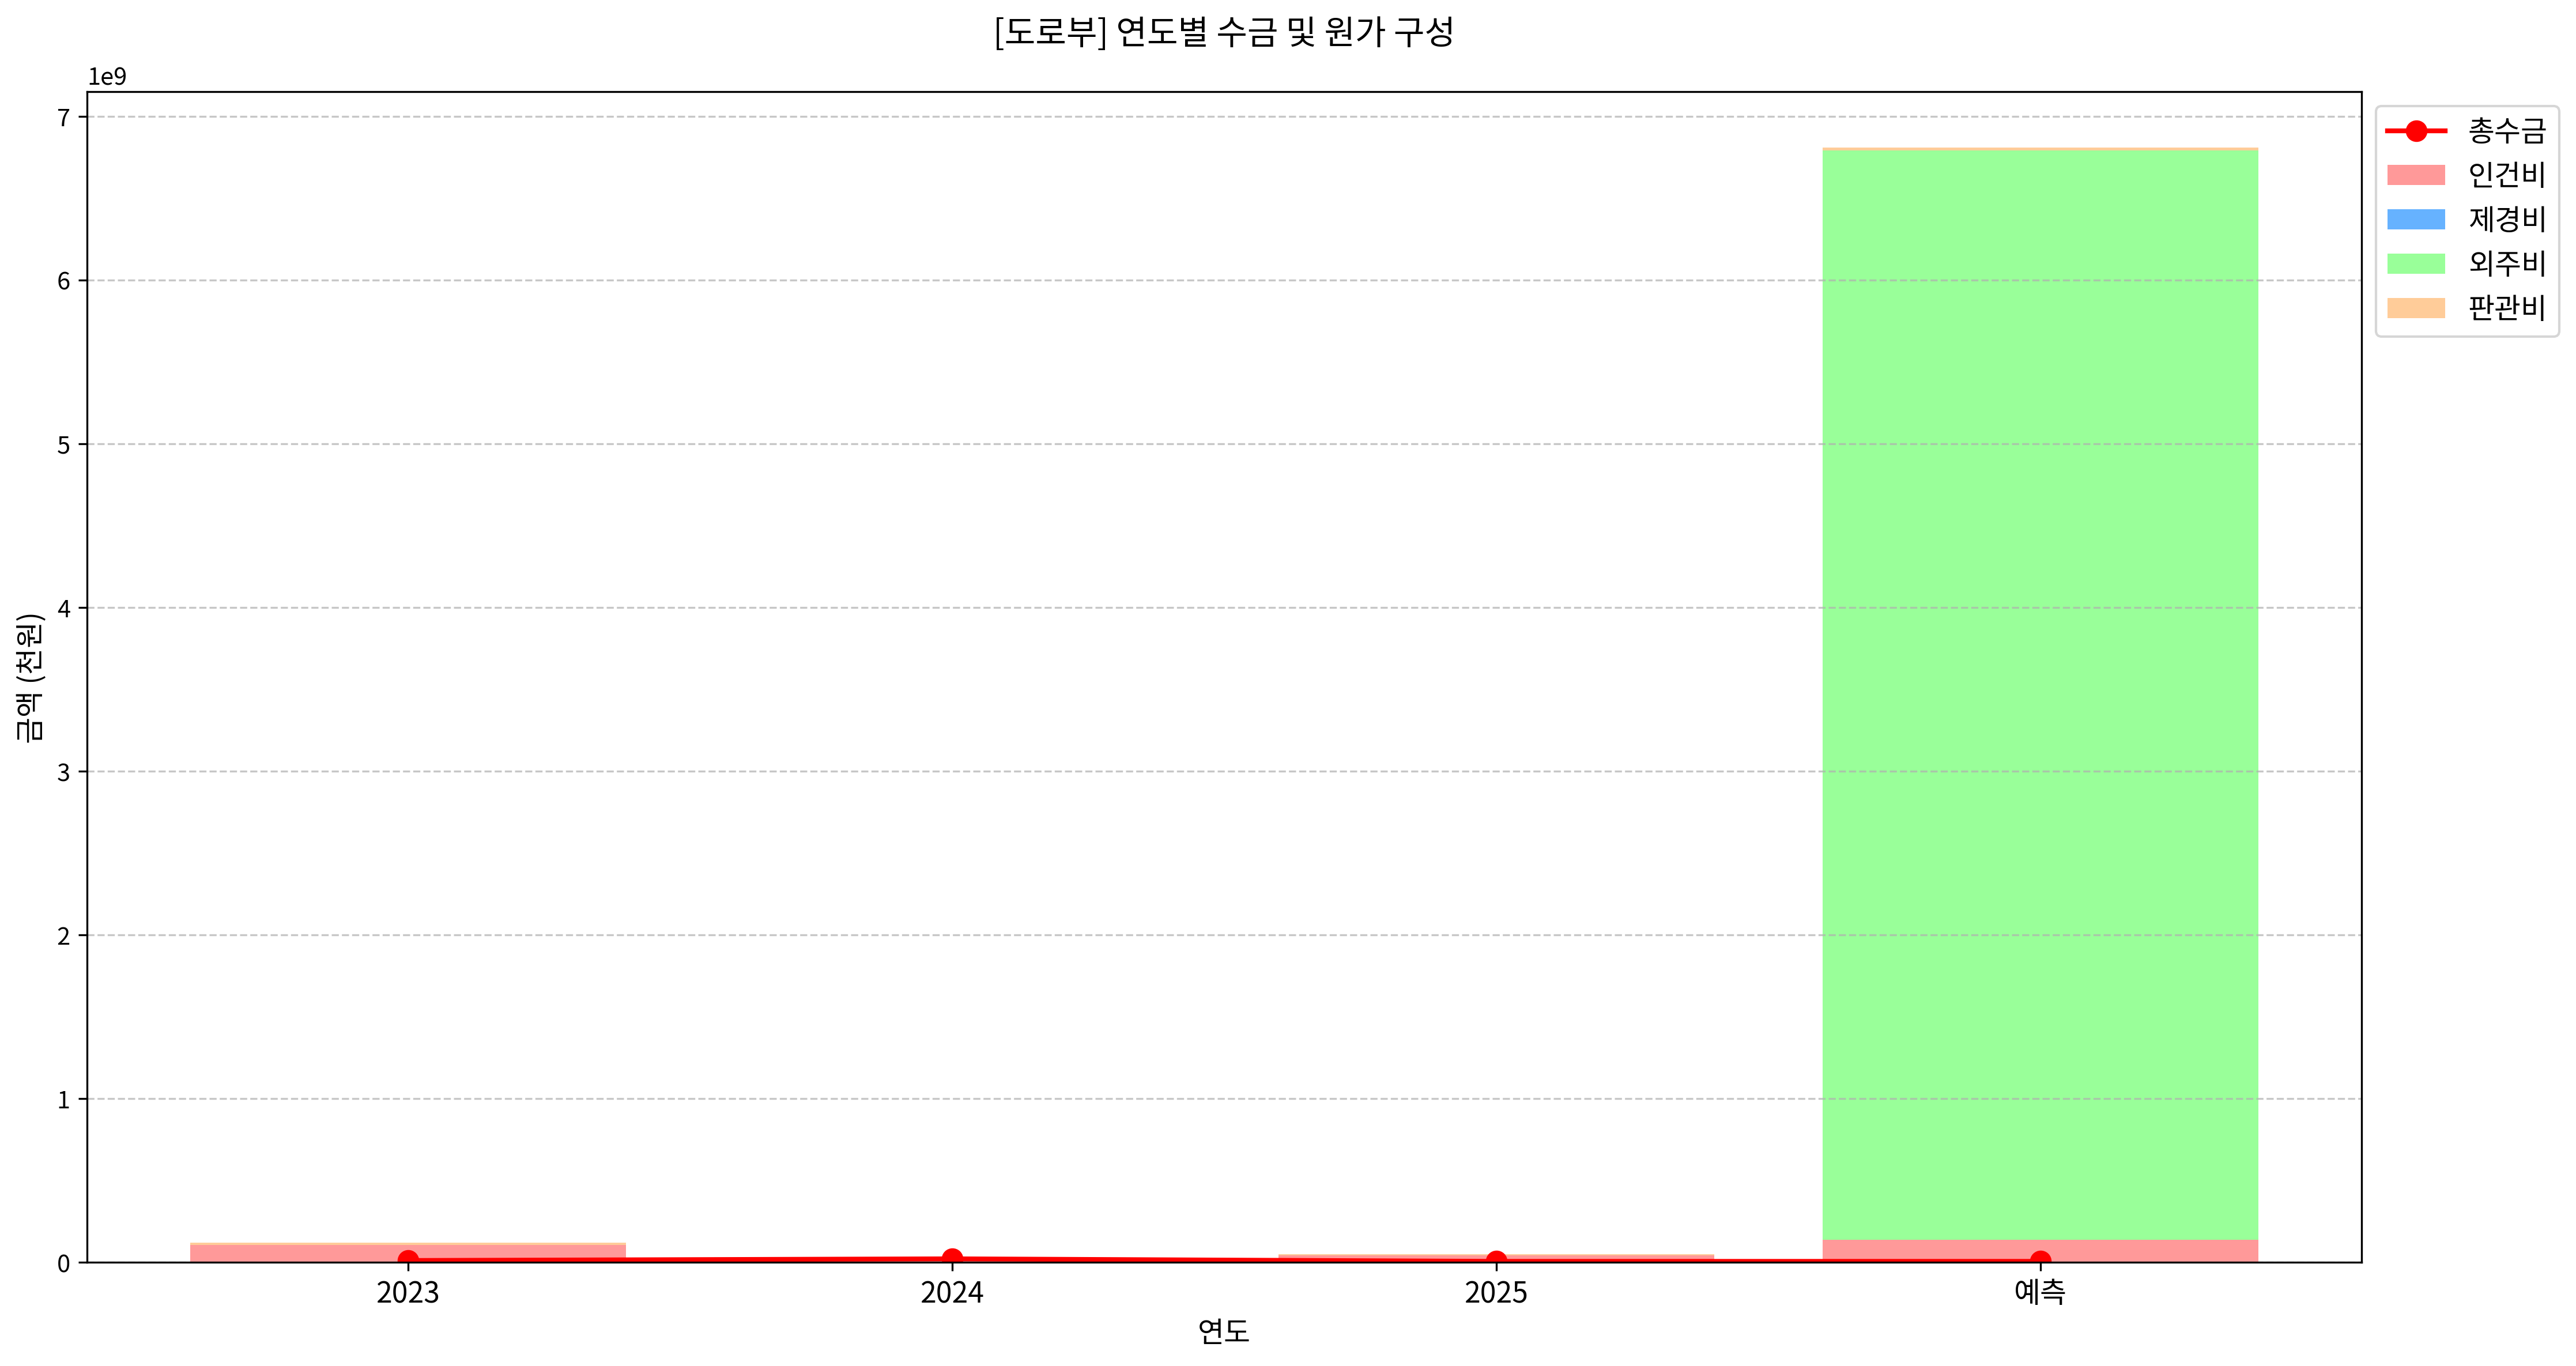 [도로부] 연도별 수금 및 원가 구성
1e9
7
6
5
4
3
2
1
0
금액 (천원)
2023
2024
2025
예측
연도
총수금
인건비
제경비
외주비
판관비